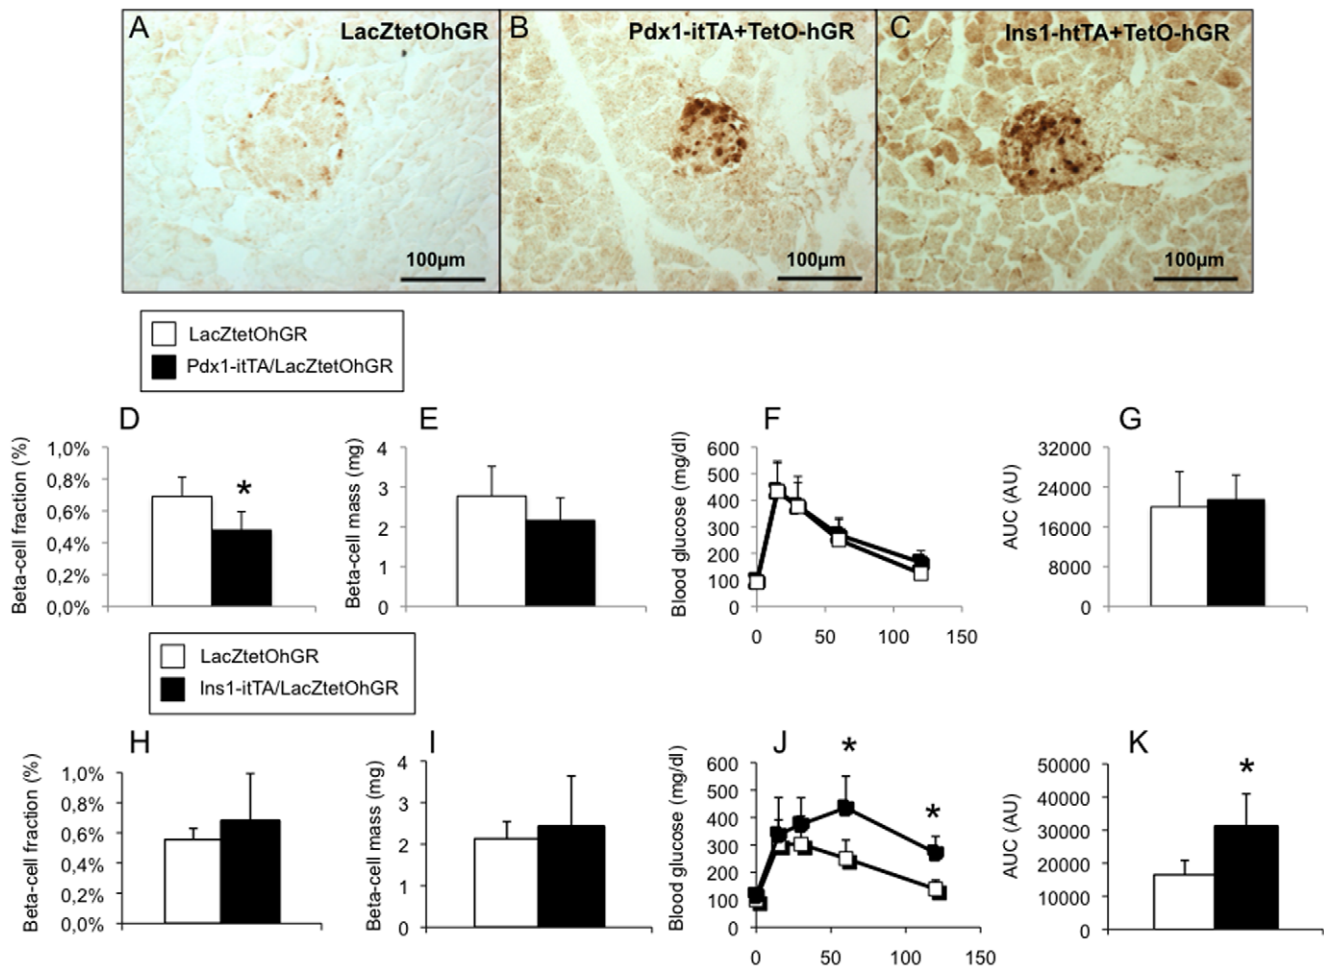 A LacZtetOhGR
B Pdx1-itTA+TetO-hGR
C Ins1-htTA+TetO-hGR
100µm
100µm
100µm
LacZtetOhGR
Pdx1-itTA/LacZtetOhGR
D
Beta-cell fraction (%)
1,0%
0,8%
0,6%
0,4%
0,2%
0,0%
*
E
Beta-cell mass (mg)
4
3
2
1
0
F
Blood glucose (mg/dl)
600
500
400
300
200
100
0
0 50 100 150
G
AUC (AU)
32000
24000
16000
8000
0
LacZtetOhGR
Ins1-itTA/LacZtetOhGR
H
Beta-cell fraction (%)
1,0%
0,8%
0,6%
0,4%
0,2%
0,0%
I
Beta-cell mass (mg)
4
3
2
1
0
J
Blood glucose (mg/dl)
600
500
400
300
200
100
0
* *
0 50 100 150
K
AUC (AU)
50000
40000
30000
20000
10000
0
*